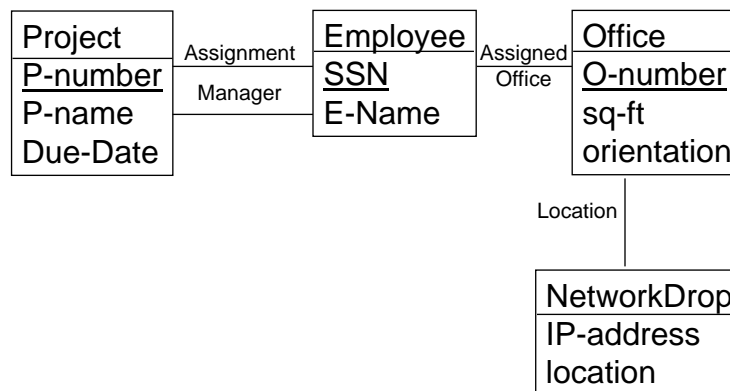 Project
P-number
P-name
Due-Date
Assignment
Manager
Employee
SSN
E-Name
Assigned
Office
Office
O-number
sq-ft
orientation
Location
NetworkDrop
IP-address
location